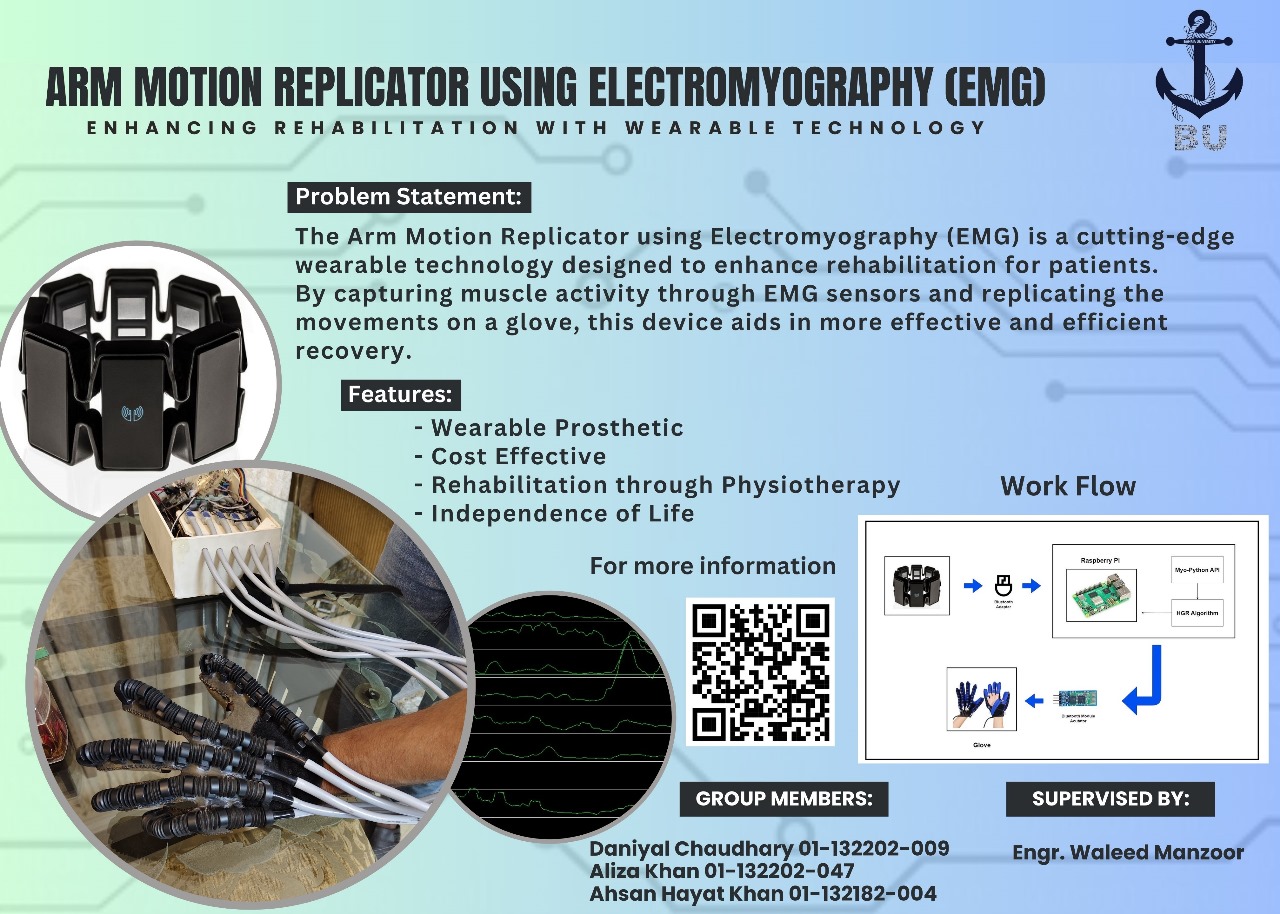 ARM MOTION REPLICATOR USING ELECTROMYOGRAPHY (EMG)
ENHANCING REHABILITATION WITH WEARABLE TECHNOLOGY
BU
Problem Statement:
The Arm Motion Replicator using Electromyography (EMG) is a cutting-edge
wearable technology designed to enhance rehabilitation for patients.
By capturing muscle activity through EMG sensors and replicating the
movements on a glove, this device aids in more effective and efficient
recovery.
Features:
- Wearable Prosthetic
- Cost Effective
- Rehabilitation through Physiotherapy
- Independence of Life
For more information
Work Flow
Bluetooth
Adapter
Raspberry PI
Myo-Python API
HGR Algorithm
Bluetooth Module
Glove
GROUP MEMBERS:
Daniyal Chaudhary 01-132202-009
Aliza Khan 01-132202-047
Ahsan Hayat Khan 01-132182-004
SUPERVISED BY:
Engr. Waleed Manzoor